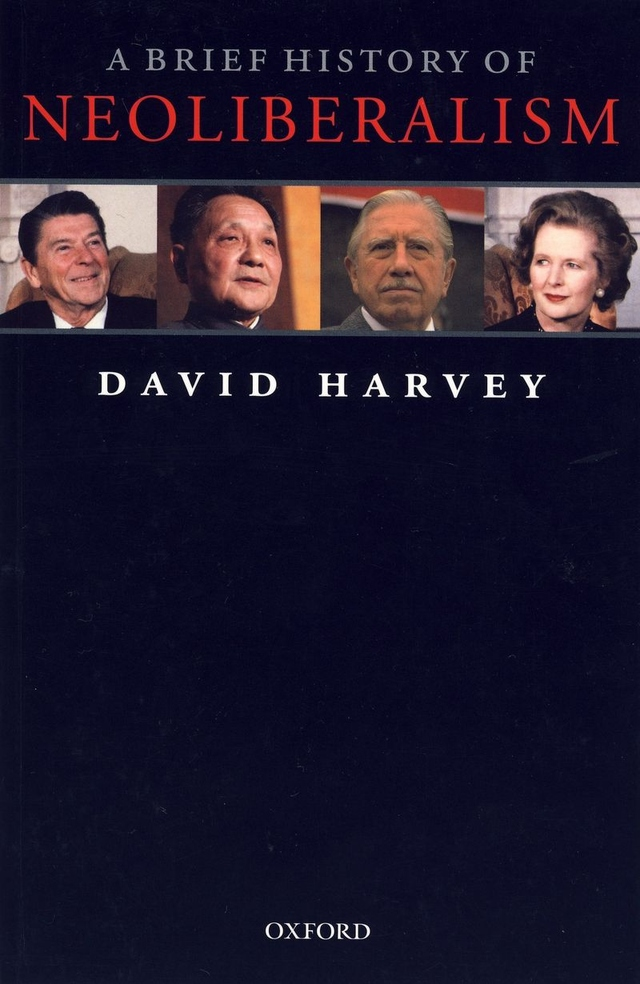 A BRIEF HISTORY OF
NEOLIBERALISM
DAVID HARVEY
OXFORD